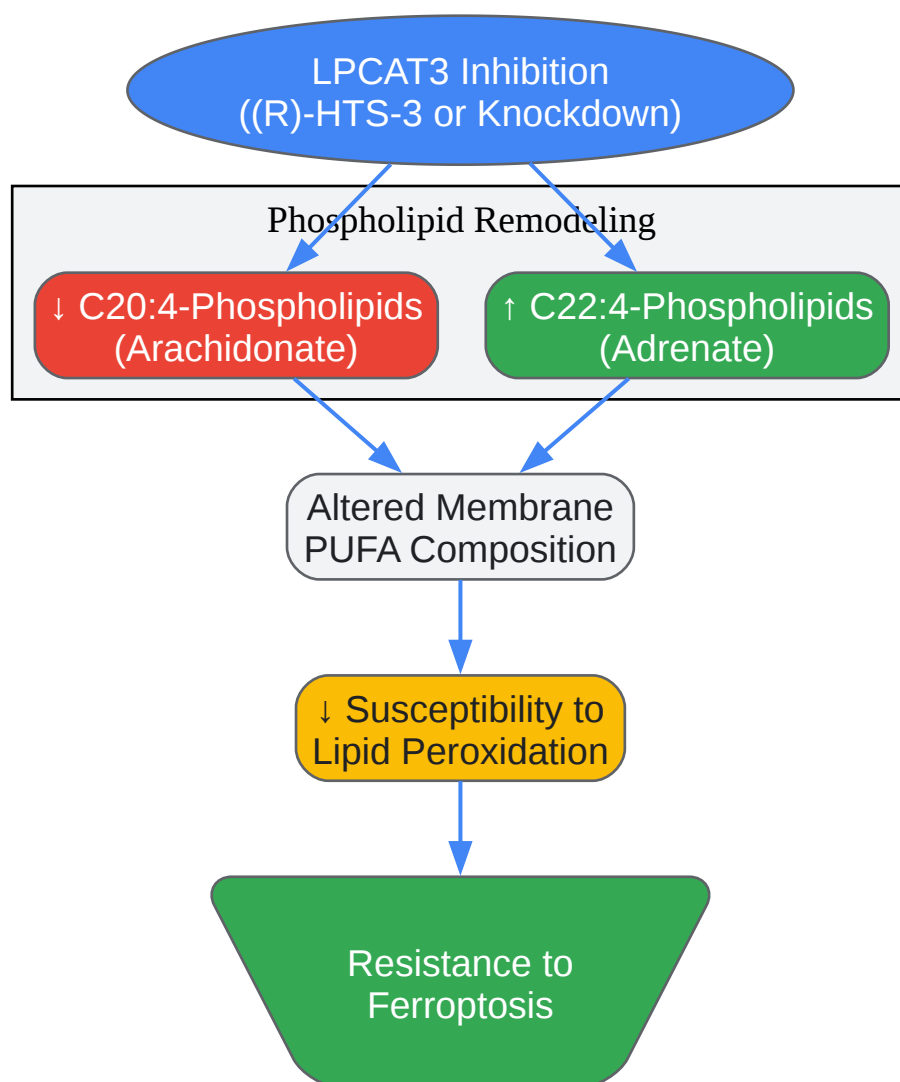 LPCAT3 Inhibition
((R)-HTS-3 or Knockdown)
Phospholipid Remodeling
↓ C20:4-Phospholipids
(Arachidonate)
↑ C22:4-Phospholipids
(Adrenate)
Altered Membrane
PUFA Composition
↓ Susceptibility to
Lipid Peroxidation
Resistance to
Ferroptosis